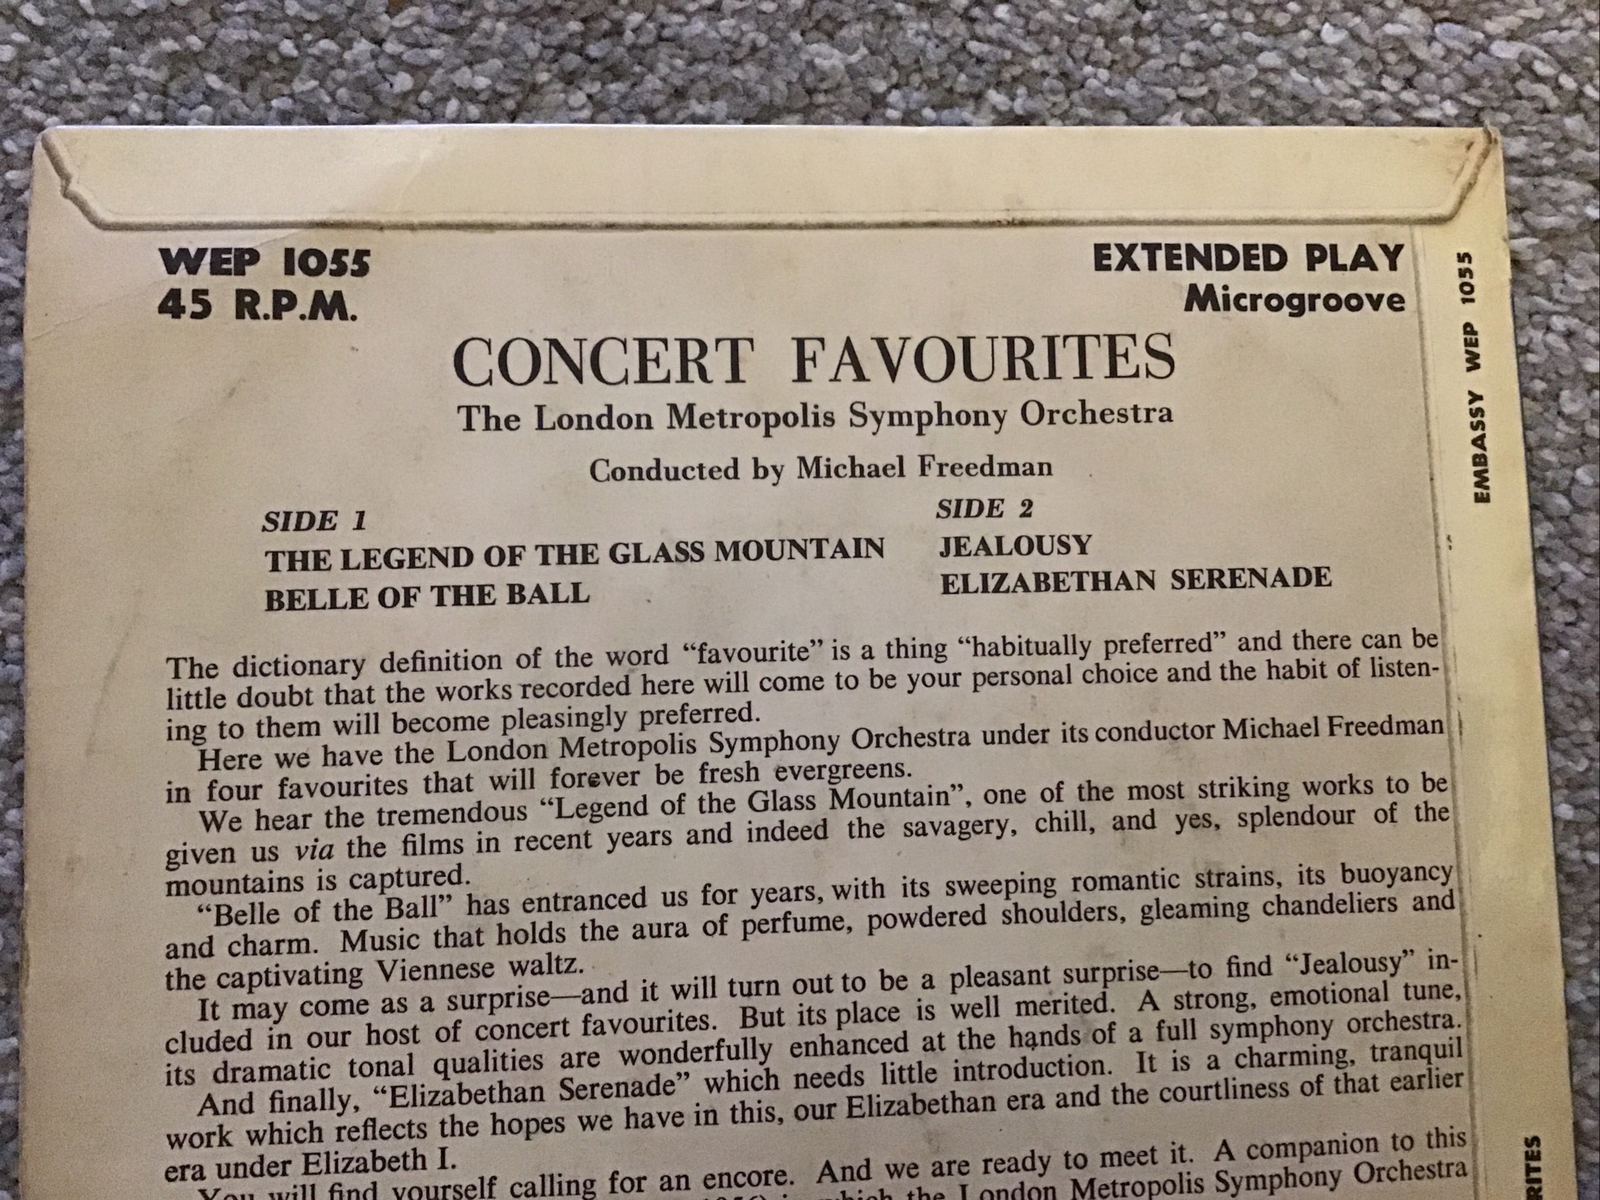 WEP 1055
45 R.P.M.
EXTENDED PLAY
Microgroove
CONCERT FAVOURITES
The London Metropolis Symphony Orchestra
Conducted by Michael Freedman
SIDE 1
THE LEGEND OF THE GLASS MOUNTAIN
BELLE OF THE BALL
SIDE 2
JEALOUSY
ELIZABETHAN SERENADE
The dictionary definition of the word “favourite” is a thing “habitually preferred” and there can be
little doubt that the works recorded here will come to be your personal choice and the habit of listen-
ing to them will become pleasingly preferred.
Here we have the London Metropolis Symphony Orchestra under its conductor Michael Freedman
in four favourites that will forever be fresh evergreens.
We hear the tremendous “Legend of the Glass Mountain”, one of the most striking works to be
given us via the films in recent years and indeed the savagery, chill, and yes, splendour of the
mountains is captured.
“Belle of the Ball” has entranced us for years, with its sweeping romantic strains, its buoyancy
and charm. Music that holds the aura of perfume, powdered shoulders, gleaming chandeliers and
the captivating Viennese waltz.
It may come as a surprise—and it will turn out to be a pleasant surprise—to find “Jealousy” in-
cluded in our host of concert favourites. But its place is well merited. A strong, emotional tune,
its dramatic tonal qualities are wonderfully enhanced at the hands of a full symphony orchestra.
And finally, “Elizabethan Serenade” which needs little introduction. It is a charming, tranquil
work which reflects the hopes we have in this, our Elizabethan era and the courtliness of that earlier
era under Elizabeth I.
You will find yourself calling for an encore. And we are ready to meet it. A companion to this
which the London Metropolis Symphony Orchestra
EMBASSY WEP 1055
RITES